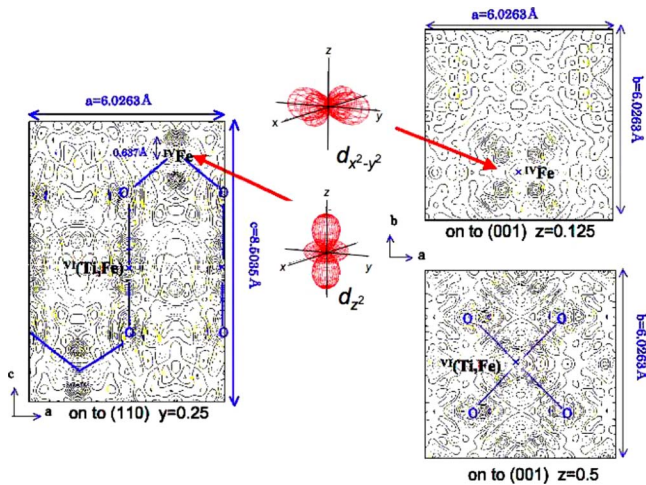 a=6.0263Å
0.637Å
IVFe
O
O
VI(Ti,Fe)
O
O
c=8.5035Å
c
a
on to (110) y=0.25
z
x
y
dx²-y²
z
x
y
dz²
a=6.0263Å
b=6.0263Å
IVFe
b
a
on to (001) z=0.125
O
O
VI(Ti,Fe)
O
O
b=6.0263Å
on to (001) z=0.5